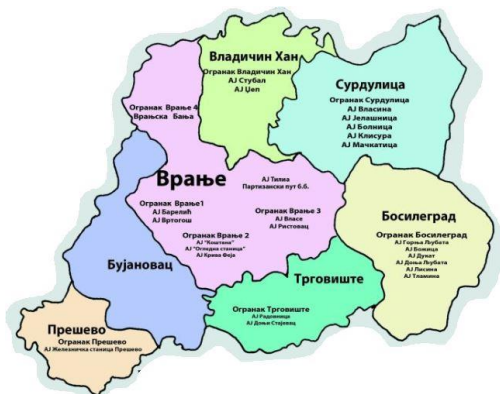 Владичин Хан
Огранак Владичин Хан
АЈ Стубал
АЈ Џеп
Сурдулица
Огранак Сурдулица
АЈ Власина
АЈ Јелашница
АЈ Болница
АЈ Клисура
АЈ Мачкатица
Огранак Врање 4
Врањска Бања
Врање
АЈ Тилиа
Партизански пут б.б.
Огранак Врање1
АЈ Барелић
АЈ Вртогош
Огранак Врање 3
АЈ Власе
АЈ Ристовац
Огранак Врање 2
АЈ "Коштана"
АЈ "Огледна станица"
АЈ Крива Феја
Босилеград
Огранак Босилеград
АЈ Горња Љубата
АЈ Божица
АЈ Дукат
АЈ Доња Љубата
АЈ Лисина
АЈ Тламина
Бујановац
Трговиште
Огранак Трговиште
АЈ Радовница
АЈ Доњи Стајевац
Прешево
Огранак Прешево
АЈ Железничка станица Прешево